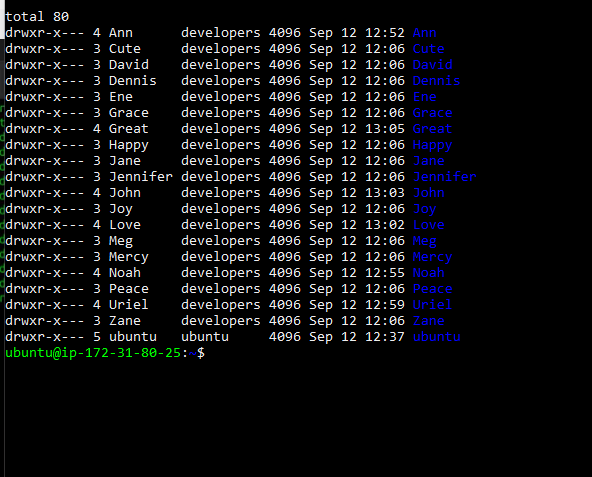 total 80
drwxr-x--- 4 Ann      developers 4096 Sep 12 12:52 Ann
drwxr-x--- 3 Cute     developers 4096 Sep 12 12:06 Cute
drwxr-x--- 3 David    developers 4096 Sep 12 12:06 David
drwxr-x--- 3 Dennis   developers 4096 Sep 12 12:06 Dennis
drwxr-x--- 3 Ene      developers 4096 Sep 12 12:06 Ene
drwxr-x--- 3 Grace    developers 4096 Sep 12 12:06 Grace
drwxr-x--- 4 Great    developers 4096 Sep 12 13:05 Great
drwxr-x--- 3 Happy    developers 4096 Sep 12 12:06 Happy
drwxr-x--- 3 Jane     developers 4096 Sep 12 12:06 Jane
drwxr-x--- 3 Jennifer developers 4096 Sep 12 12:06 Jennifer
drwxr-x--- 4 John     developers 4096 Sep 12 13:03 John
drwxr-x--- 3 Joy      developers 4096 Sep 12 12:06 Joy
drwxr-x--- 4 Love     developers 4096 Sep 12 13:02 Love
drwxr-x--- 3 Meg      developers 4096 Sep 12 12:06 Meg
drwxr-x--- 3 Mercy    developers 4096 Sep 12 12:06 Mercy
drwxr-x--- 4 Noah     developers 4096 Sep 12 12:55 Noah
drwxr-x--- 3 Peace    developers 4096 Sep 12 12:06 Peace
drwxr-x--- 4 Uriel    developers 4096 Sep 12 12:59 Uriel
drwxr-x--- 3 Zane     developers 4096 Sep 12 12:06 Zane
drwxr-x--- 5 ubuntu   ubuntu     4096 Sep 12 12:37 ubuntu
ubuntu@ip-172-31-80-25:~$